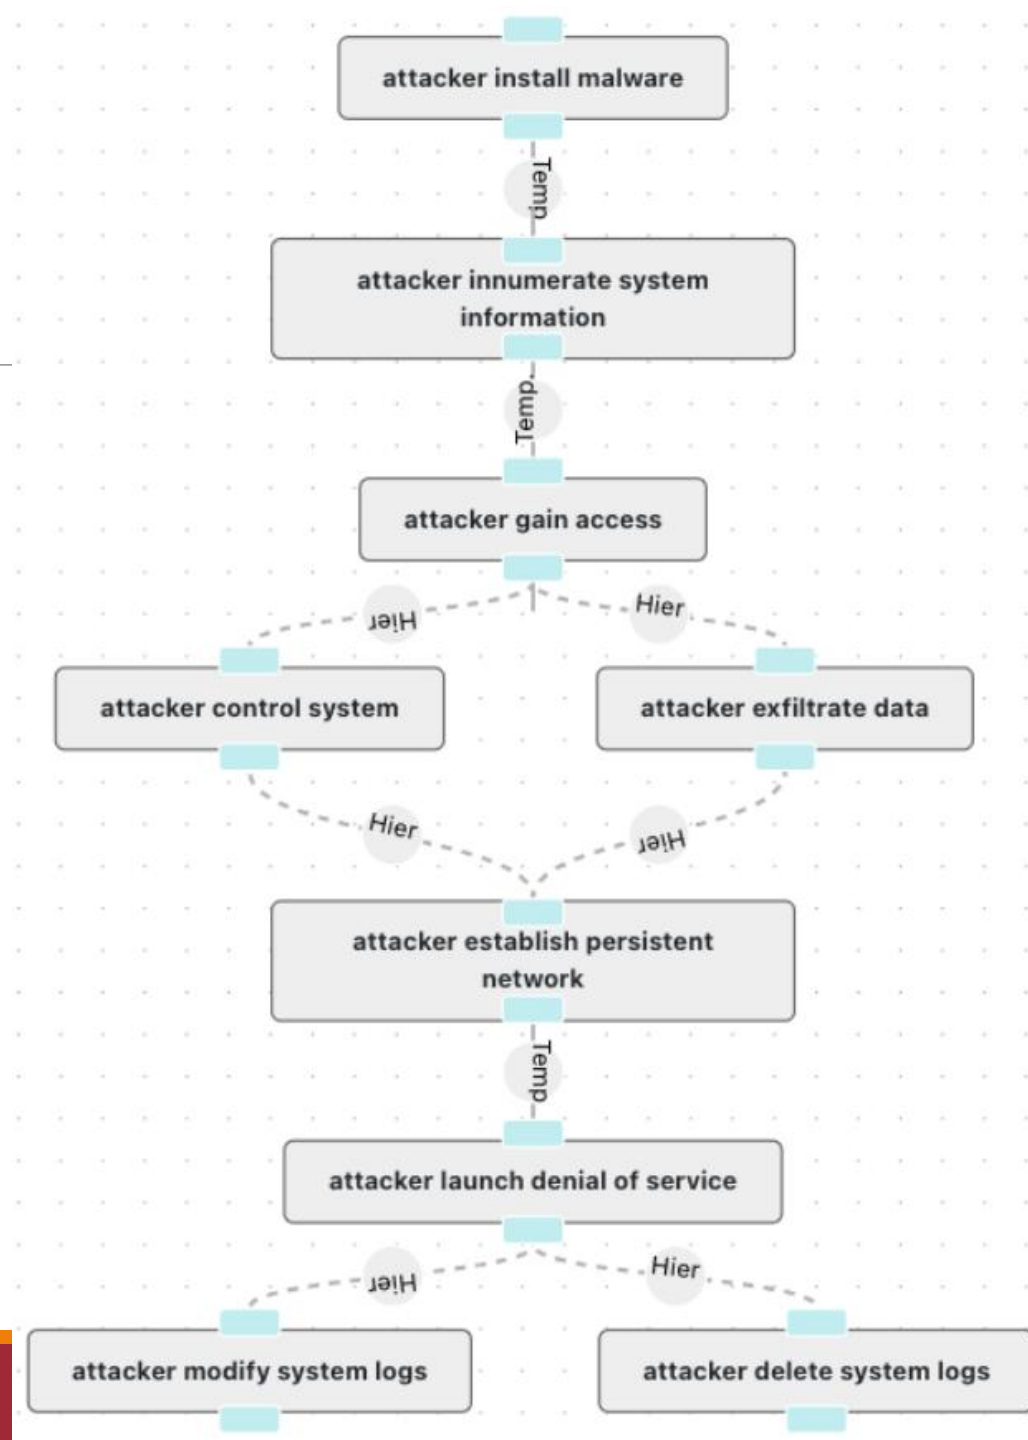 attacker install malware
Temp
attacker innumerate system
information
Temp.
attacker gain access
Hier
Hier
attacker control system
attacker exfiltrate data
Hier
Hier
attacker establish persistent
network
Temp
attacker launch denial of service
Hier
Hier
attacker modify system logs
attacker delete system logs